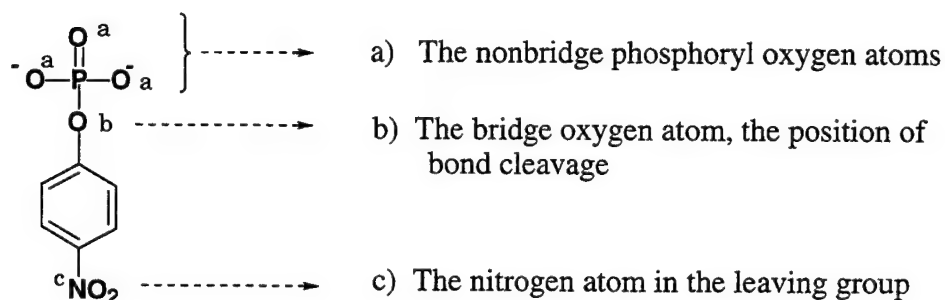 O a
- a -
O-P-O a
O b
c NO2
a) The nonbridge phosphoryl oxygen atoms
b) The bridge oxygen atom, the position of
bond cleavage
c) The nitrogen atom in the leaving group